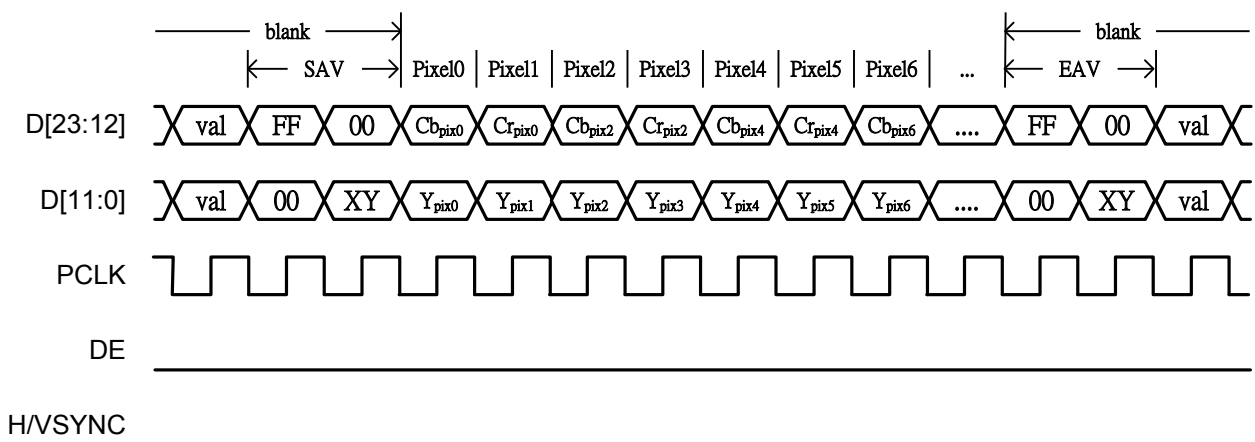 blank blank
SAV Pixel0 Pixel1 Pixel2 Pixel3 Pixel4 Pixel5 Pixel6 ... EAV
D[23:12] val FF 00 Cbpix0 Crpix0 Cbpix2 Crpix2 Cbpix4 Crpix4 Cbpix6 .... FF 00 val
D[11:0] val 00 XY Ypix0 Ypix1 Ypix2 Ypix3 Ypix4 Ypix5 Ypix6 .... 00 XY val
PCLK
DE
H/VSYNC